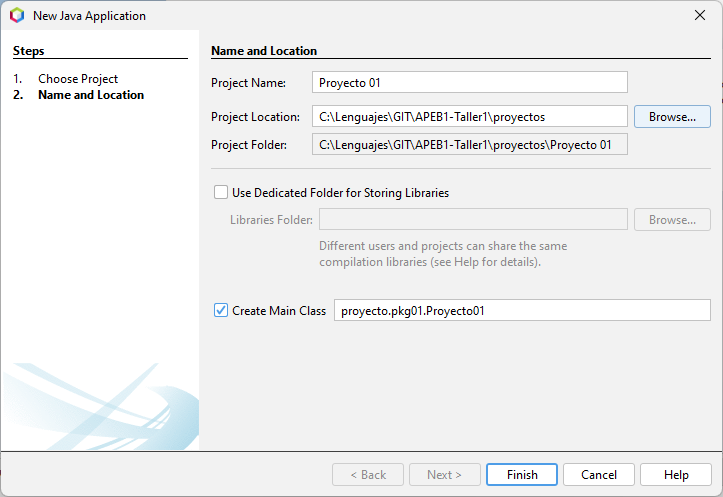 New Java Application
Steps
1. Choose Project
2. Name and Location
Name and Location
Project Name: Proyecto 01
Project Location: C:\Lenguajes\GIT\APEB1-Taller1\proyectos Browse...
Project Folder: C:\Lenguajes\GIT\APEB1-Taller1\proyectos\Proyecto 01
Use Dedicated Folder for Storing Libraries
Libraries Folder: Browse...
Different users and projects can share the same
compilation libraries (see Help for details).
Create Main Class proyecto.pkg01.Proyecto01
< Back Next > Finish Cancel Help